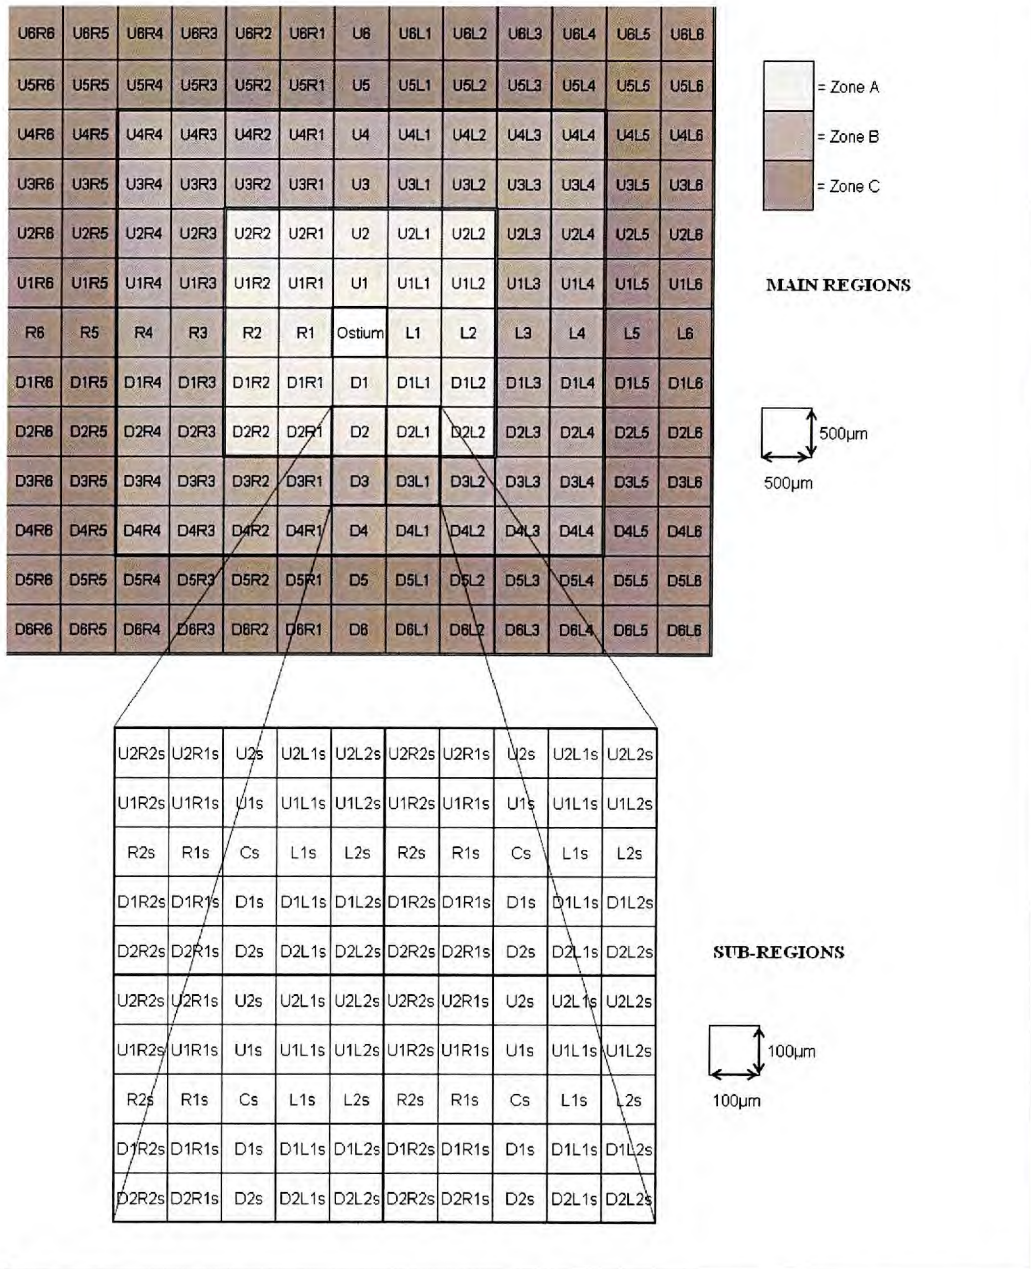 U6R6 U6R5 U6R4 U6R3 U6R2 U6R1 U6 U6L1 U6L2 U6L3 U6L4 U6L5 U6L6
U5R6 U5R5 U5R4 U5R3 U5R2 U5R1 U5 U5L1 U5L2 U5L3 U5L4 U5L5 U5L6
= Zone A
U4R6 U4R5 U4R4 U4R3 U4R2 U4R1 U4 U4L1 U4L2 U4L3 U4L4 U4L5 U4L6
= Zone B
U3R6 U3R5 U3R4 U3R3 U3R2 U3R1 U3 U3L1 U3L2 U3L3 U3L4 U3L5 U3L6
= Zone C
U2R6 U2R5 U2R4 U2R3 U2R2 U2R1 U2 U2L1 U2L2 U2L3 U2L4 U2L5 U2L6
U1R6 U1R5 U1R4 U1R3 U1R2 U1R1 U1 U1L1 U1L2 U1L3 U1L4 U1L5 U1L6
MAIN REGIONS
R6 R5 R4 R3 R2 R1 Ostium L1 L2 L3 L4 L5 L6
D1R6 D1R5 D1R4 D1R3 D1R2 D1R1 D1 D1L1 D1L2 D1L3 D1L4 D1L5 D1L6
D2R6 D2R5 D2R4 D2R3 D2R2 D2R1 D2 D2L1 D2L2 D2L3 D2L4 D2L5 D2L6
500µm
D3R6 D3R5 D3R4 D3R3 D3R2 D3R1 D3 D3L1 D3L2 D3L3 D3L4 D3L5 D3L6
500µm
D4R6 D4R5 D4R4 D4R3 D4R2 D4R1 D4 D4L1 D4L2 D4L3 D4L4 D4L5 D4L6
D5R6 D5R5 D5R4 D5R3 D5R2 D5R1 D5 D5L1 D5L2 D5L3 D5L4 D5L5 D5L6
D6R6 D6R5 D6R4 D6R3 D6R2 D6R1 D6 D6L1 D6L2 D6L3 D6L4 D6L5 D6L6
U2R2s U2R1s U2s U2L1s U2L2s U2R2s U2R1s U2s U2L1s U2L2s
U1R2s U1R1s U1s U1L1s U1L2s U1R2s U1R1s U1s U1L1s U1L2s
R2s R1s Cs L1s L2s R2s R1s Cs L1s L2s
D1R2s D1R1s D1s D1L1s D1L2s D1R2s D1R1s D1s D1L1s D1L2s
D2R2s D2R1s D2s D2L1s D2L2s D2R2s D2R1s D2s D2L1s D2L2s
SUB-REGIONS
U2R2s U2R1s U2s U2L1s U2L2s U2R2s U2R1s U2s U2L1s U2L2s
U1R2s U1R1s U1s U1L1s U1L2s U1R2s U1R1s U1s U1L1s U1L2s
100µm
R2s R1s Cs L1s L2s R2s R1s Cs L1s L2s
100µm
D1R2s D1R1s D1s D1L1s D1L2s D1R2s D1R1s D1s D1L1s D1L2s
D2R2s D2R1s D2s D2L1s D2L2s D2R2s D2R1s D2s D2L1s D2L2s